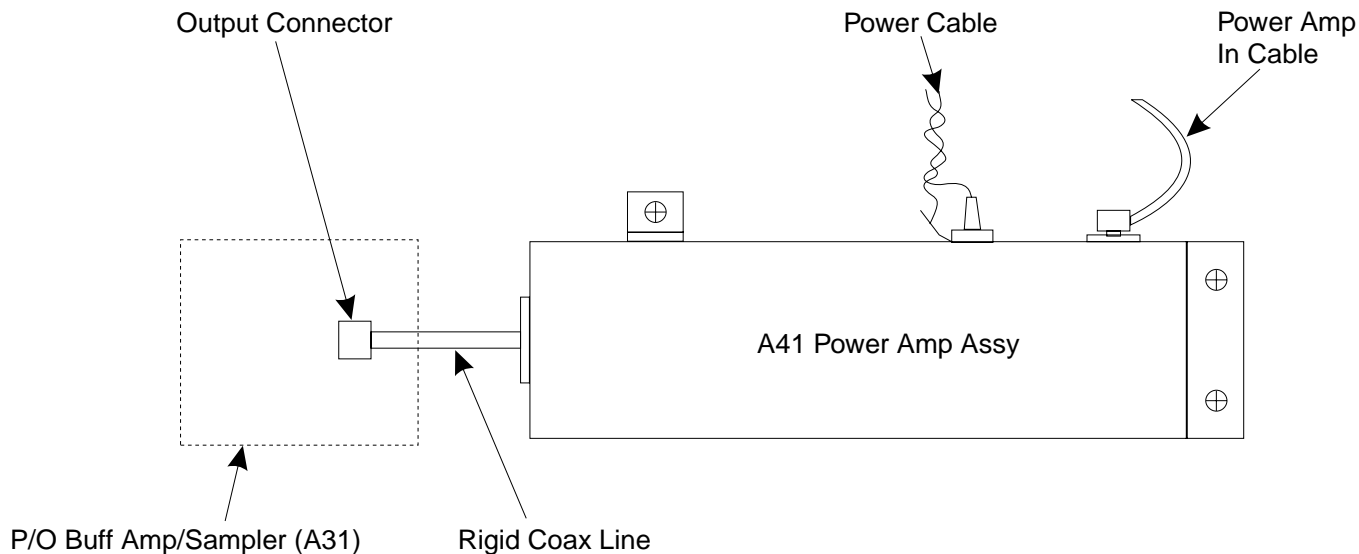 Output Connector
Power Cable
Power Amp
In Cable
A41 Power Amp Assy
P/O Buff Amp/Sampler (A31)
Rigid Coax Line